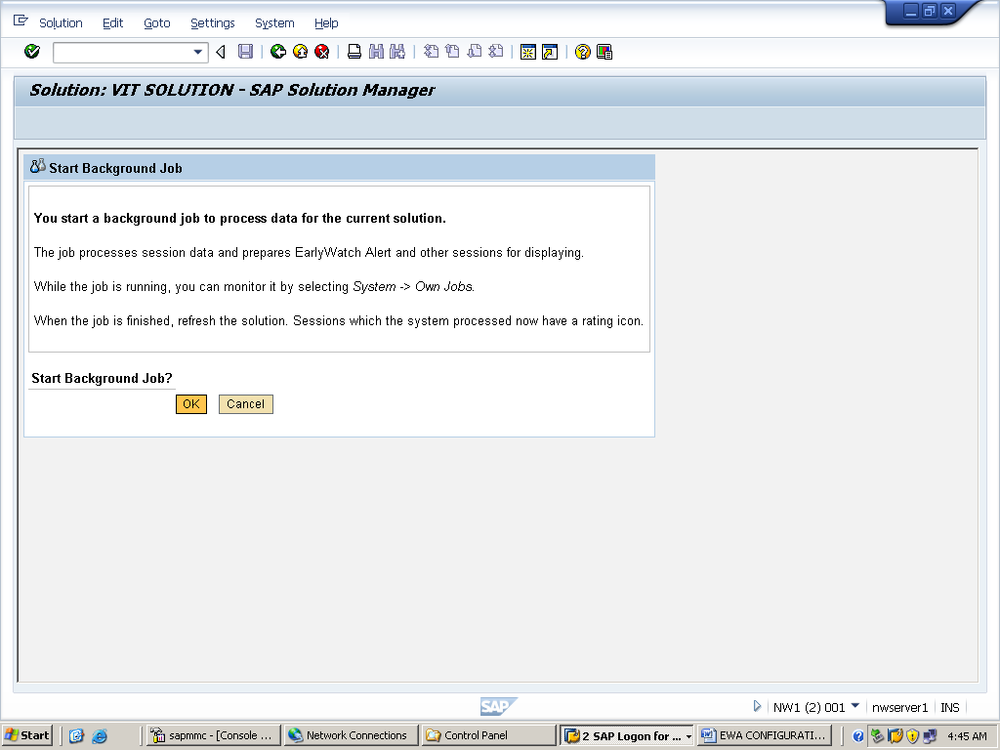 Solution Edit Goto Settings System Help
Solution: VIT SOLUTION - SAP Solution Manager
Start Background Job
You start a background job to process data for the current solution.
The job processes session data and prepares EarlyWatch Alert and other sessions for displaying.
While the job is running, you can monitor it by selecting System -> Own Jobs.
When the job is finished, refresh the solution. Sessions which the system processed now have a rating icon.
Start Background Job?
OK Cancel
SAP
NW1 (2) 001 nwserver1 INS
Start sapmmc - [Console ... Network Connections Control Panel 2 SAP Logon for ... EWA CONFIGURATI... 4:45 AM